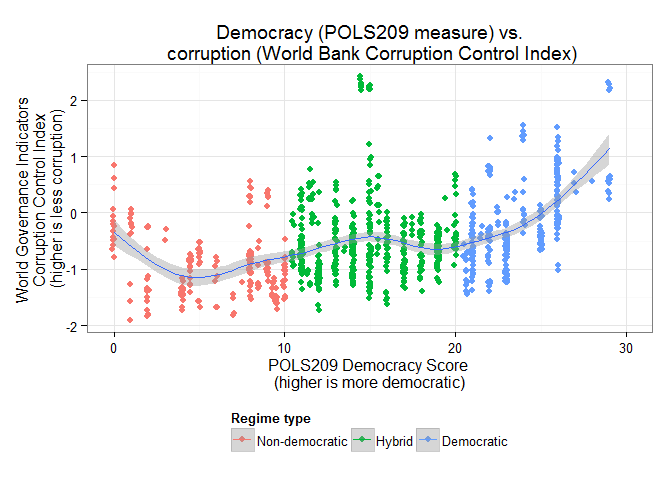 Democracy (POLS209 measure) vs.
corruption (World Bank Corruption Control Index)
World Governance Indicators
Corruption Control Index
(higher is less corruption)
2
1
0
-1
-2
0
10
20
30
POLS209 Democracy Score
(higher is more democratic)
Regime type
Non-democratic Hybrid Democratic